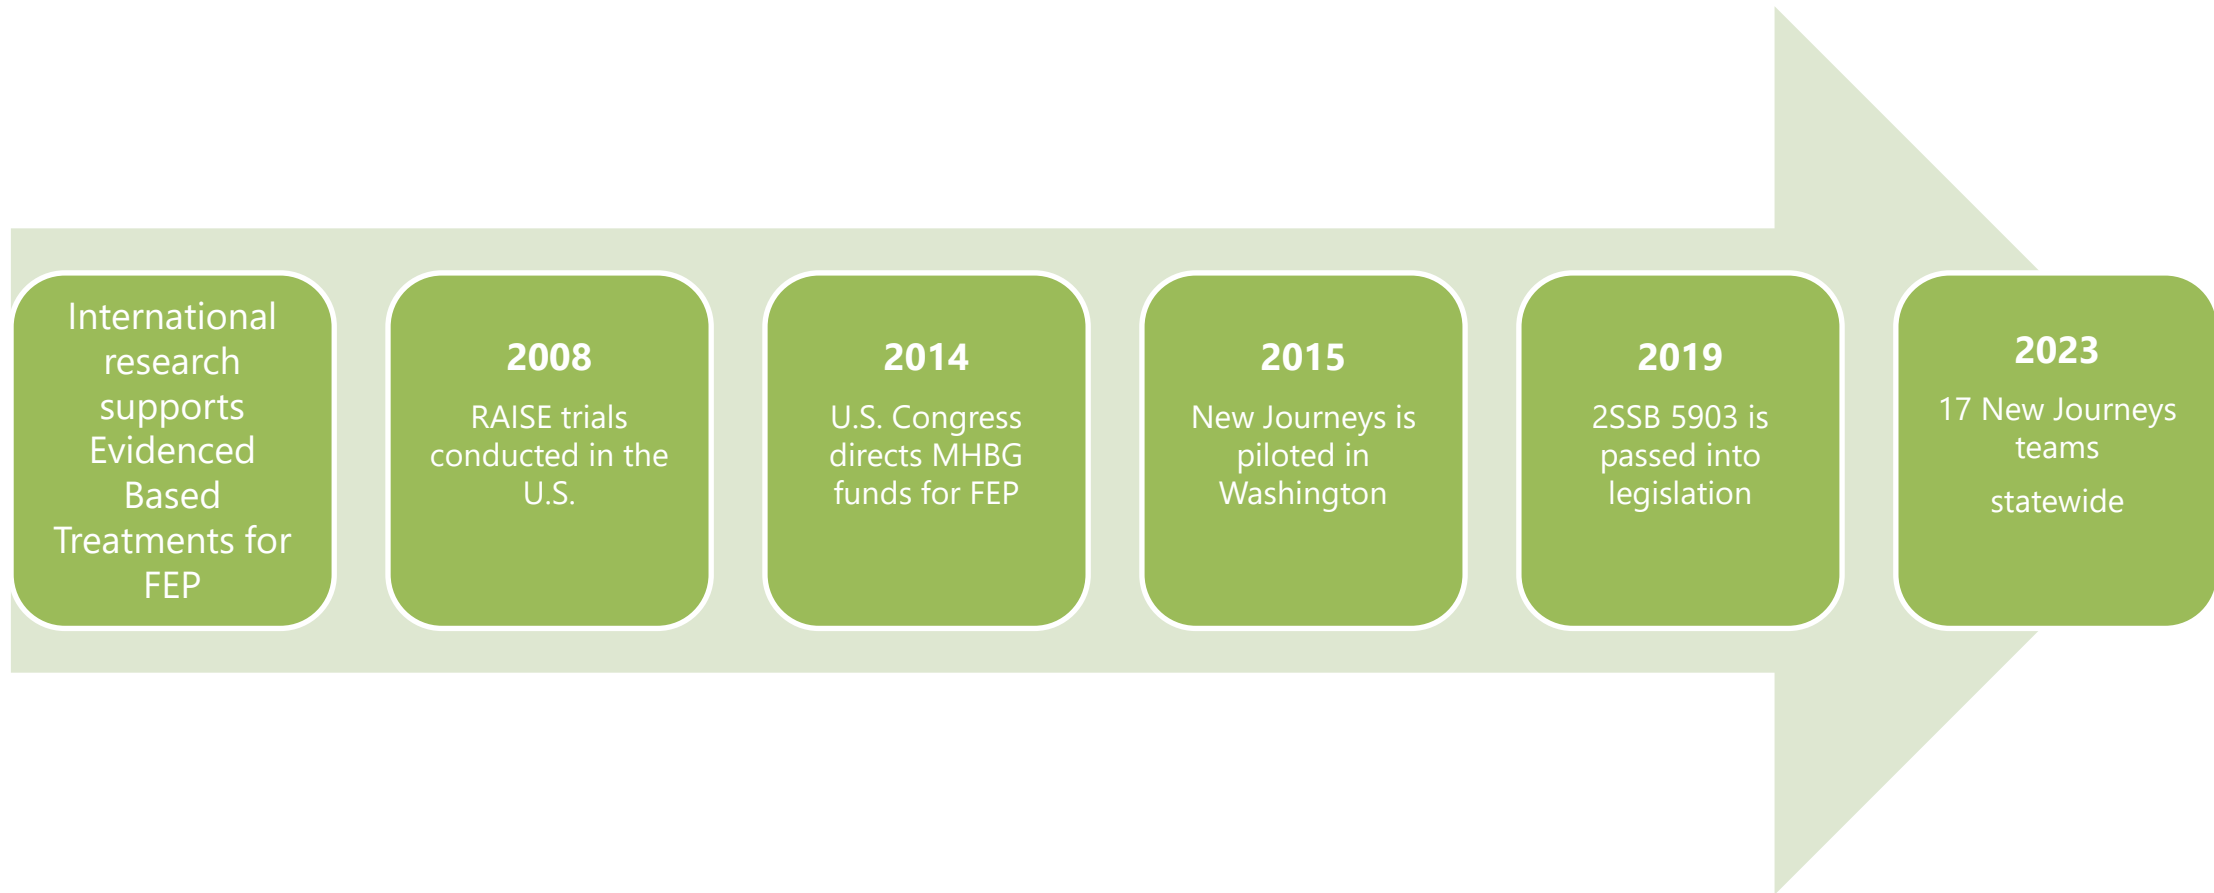 International
research
supports
Evidenced
Based
Treatments for
FEP
2008
RAISE trials
conducted in the
U.S.
2014
U.S. Congress
directs MHBG
funds for FEP
2015
New Journeys is
piloted in
Washington
2019
2SSB 5903 is
passed into
legislation
2023
17 New Journeys
teams
statewide